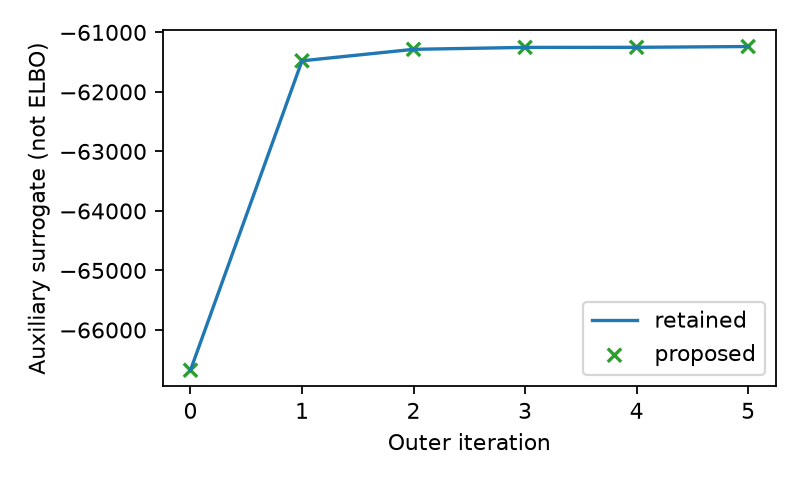 Auxiliary surrogate (not ELBO)
−61000
−62000
−63000
−64000
−65000
−66000
retained
proposed
0 1 2 3 4 5
Outer iteration